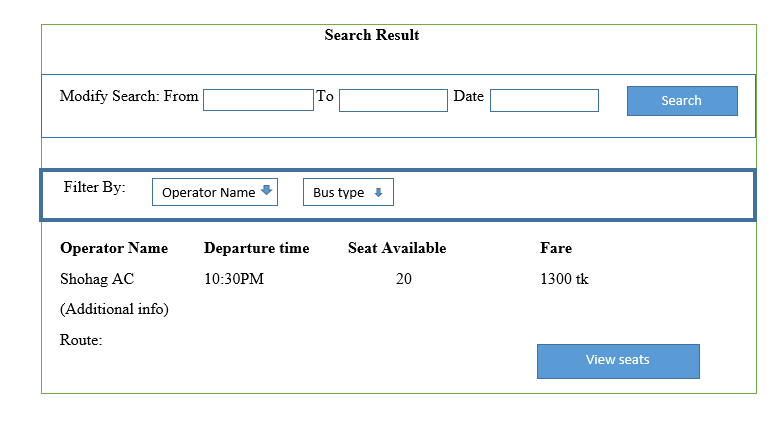 Search Result
Modify Search: From To Date Search
Filter By: Operator Name Bus type
Operator Name Departure time Seat Available Fare
Shohag AC 10:30PM 20 1300 tk
(Additional info)
Route:
View seats